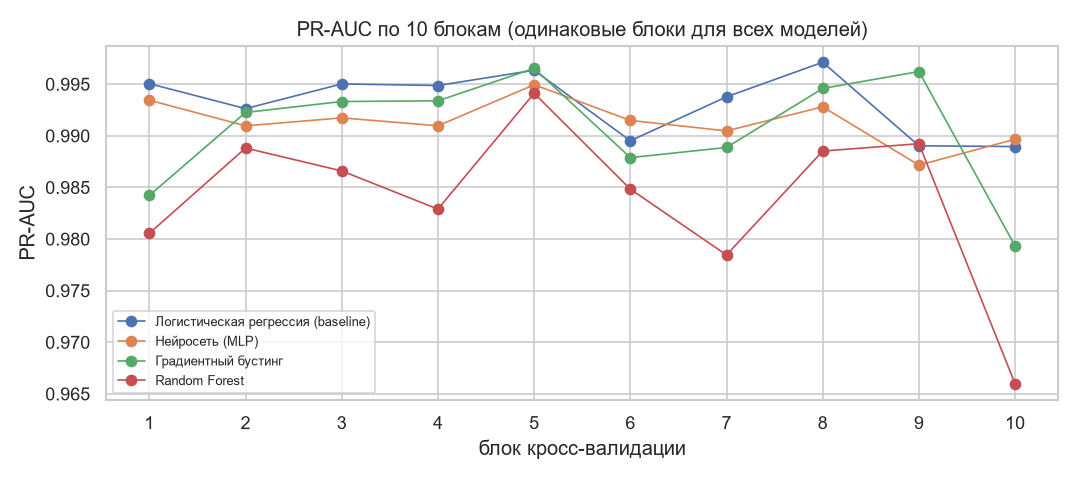 PR-AUC по 10 блокам (одинаковые блоки для всех моделей)
PR-AUC
0.995
0.990
0.985
0.980
0.975
0.970
0.965
Логистическая регрессия (baseline)
Нейросеть (MLP)
Градиентный бустинг
Random Forest
1 2 3 4 5 6 7 8 9 10
блок кросс-валидации